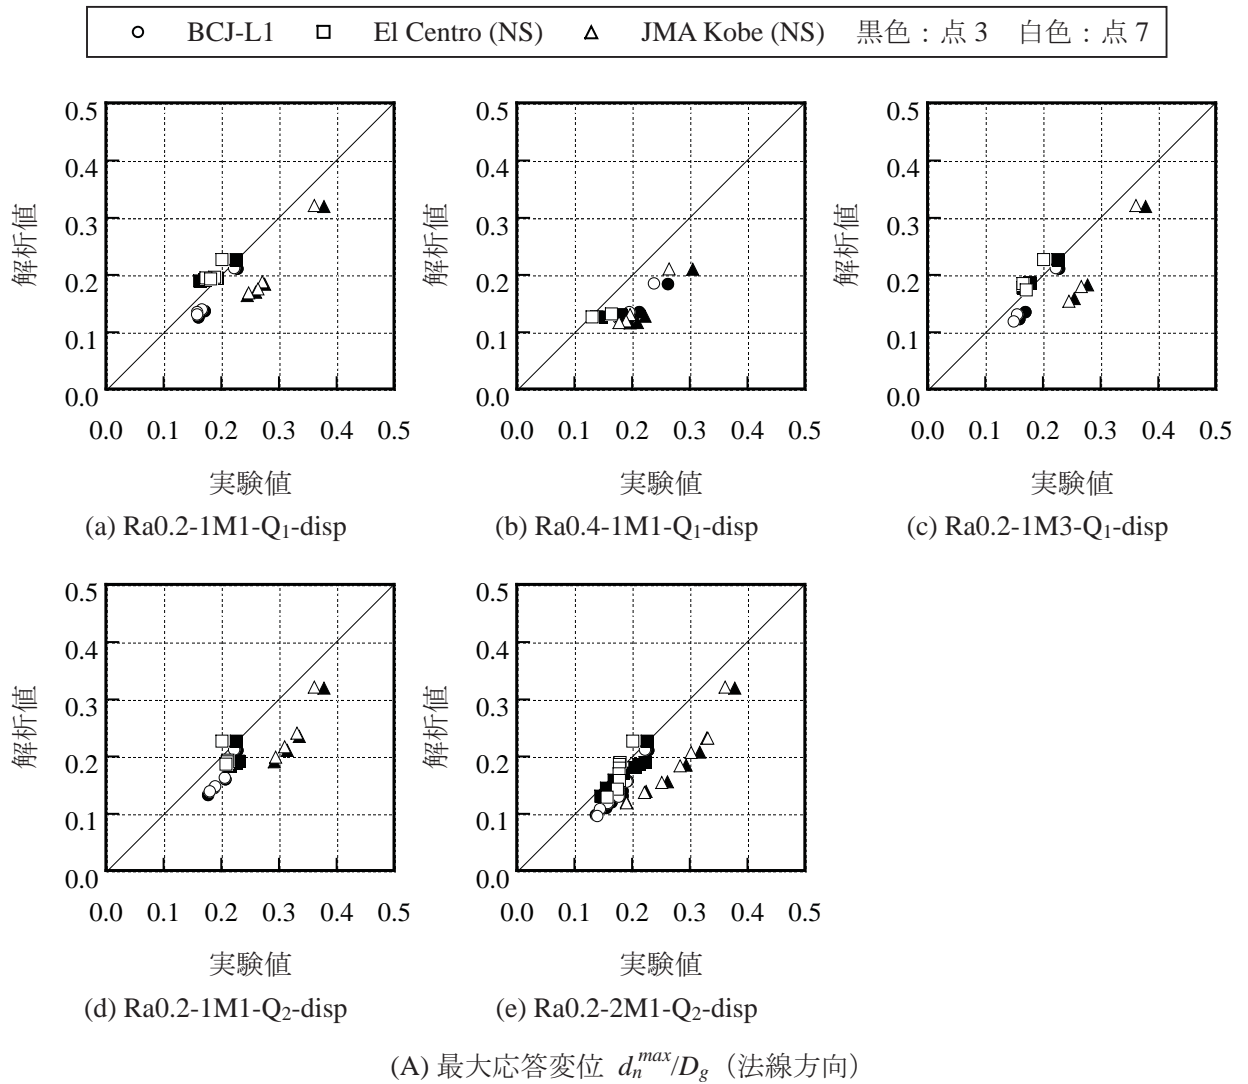 ○ BCJ-L1 □ El Centro (NS) △ JMA Kobe (NS) 黒色：点 3 白色：点 7
0.5
0.4
0.3
0.2
0.1
0.0
解析値
0.0 0.1 0.2 0.3 0.4 0.5
実験値
(a) Ra0.2-1M1-Q1-disp
0.5
0.4
0.3
0.2
0.1
0.0
解析値
0.0 0.1 0.2 0.3 0.4 0.5
実験値
(b) Ra0.4-1M1-Q1-disp
0.5
0.4
0.3
0.2
0.1
0.0
解析値
0.0 0.1 0.2 0.3 0.4 0.5
実験値
(c) Ra0.2-1M3-Q1-disp
0.5
0.4
0.3
0.2
0.1
0.0
解析値
0.0 0.1 0.2 0.3 0.4 0.5
実験値
(d) Ra0.2-1M1-Q2-disp
0.5
0.4
0.3
0.2
0.1
0.0
解析値
0.0 0.1 0.2 0.3 0.4 0.5
実験値
(e) Ra0.2-2M1-Q2-disp
(A) 最大応答変位 dn^max/Dg（法線方向）